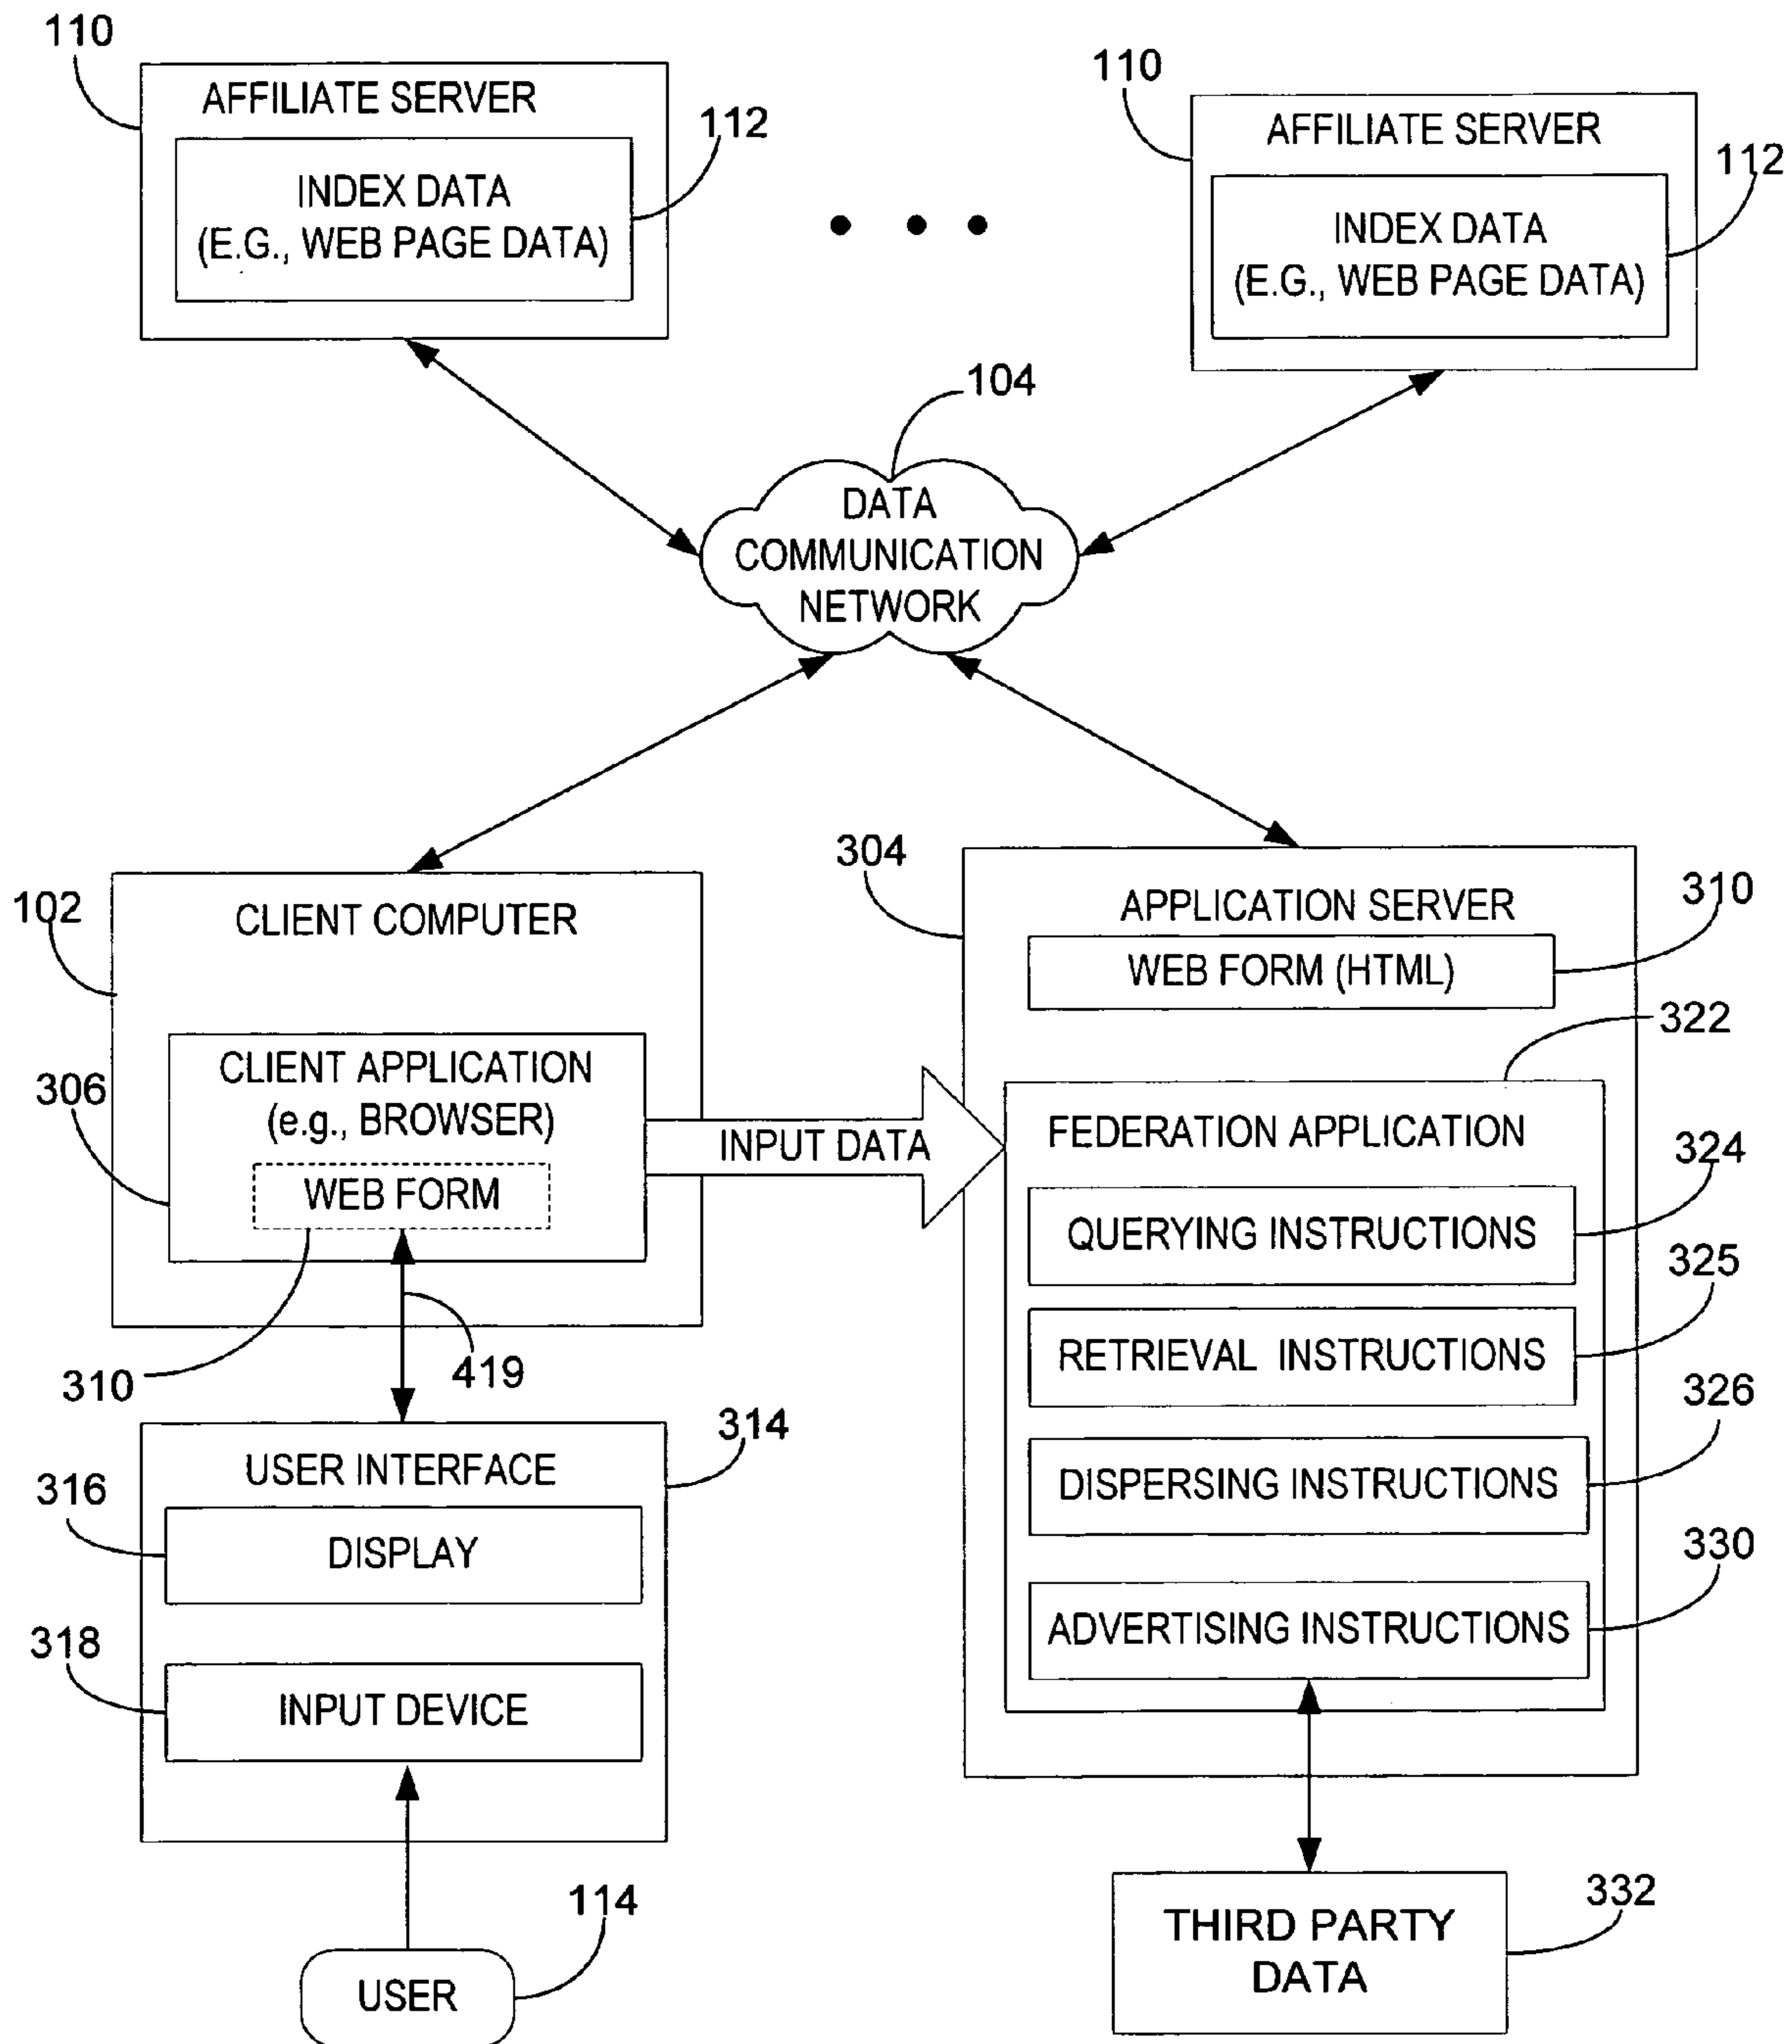 110
AFFILIATE SERVER
112
INDEX DATA
(E.G., WEB PAGE DATA)
110
AFFILIATE SERVER
112
INDEX DATA
(E.G., WEB PAGE DATA)
104
DATA
COMMUNICATION
NETWORK
102
CLIENT COMPUTER
306
CLIENT APPLICATION
(e.g., BROWSER)
WEB FORM
310
419
INPUT DATA
304
APPLICATION SERVER
310
WEB FORM (HTML)
322
FEDERATION APPLICATION
324
QUERYING INSTRUCTIONS
325
RETRIEVAL INSTRUCTIONS
326
DISPERSING INSTRUCTIONS
330
ADVERTISING INSTRUCTIONS
314
USER INTERFACE
316
DISPLAY
318
INPUT DEVICE
114
USER
332
THIRD PARTY
DATA